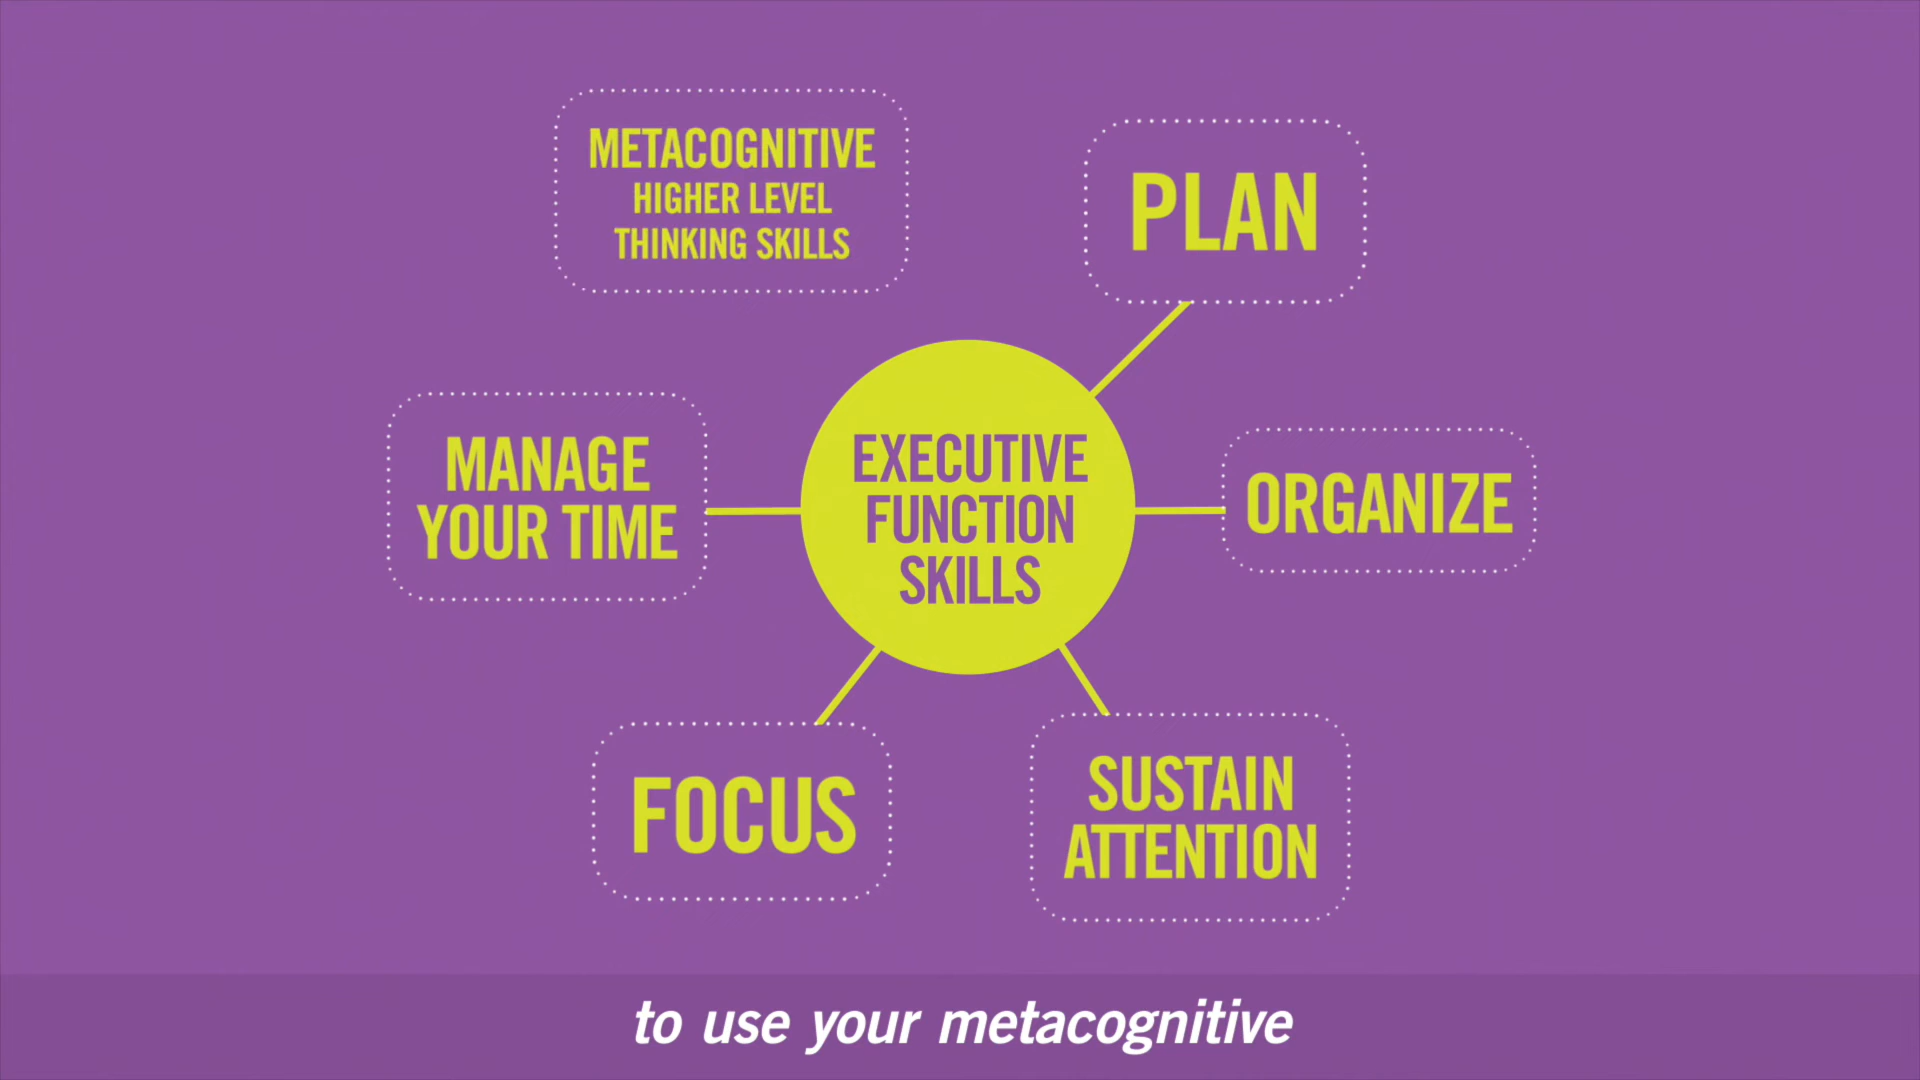 METACOGNITIVE
HIGHER LEVEL
THINKING SKILLS
PLAN
MANAGE
YOUR TIME
EXECUTIVE
FUNCTION
SKILLS
ORGANIZE
FOCUS
SUSTAIN
ATTENTION
to use your metacognitive